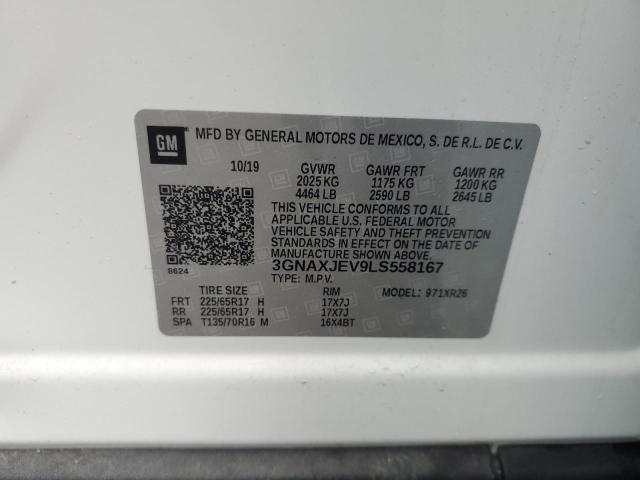 GM MFD BY GENERAL MOTORS DE MEXICO, S. DE R.L. DE C.V.
10/19 GVWR GAWR FRT GAWR RR
2025 KG 1175 KG 1200 KG
4464 LB 2590 LB 2645 LB
THIS VEHICLE CONFORMS TO ALL
APPLICABLE U.S. FEDERAL MOTOR
VEHICLE SAFETY AND THEFT
PREVENTION STANDARDS IN EFFECT
ON THE DATE OF MANUFACTURE
SHOWN ABOVE.
8624 3GNAXJEV9LS558167
TYPE: M.P.V. MODEL: 971XR26
TIRE SIZE RIM
FRT 225/65R17 H 17X7J
RR 225/65R17 H 17X7J
SPA T135/70R16 M 16X4BT